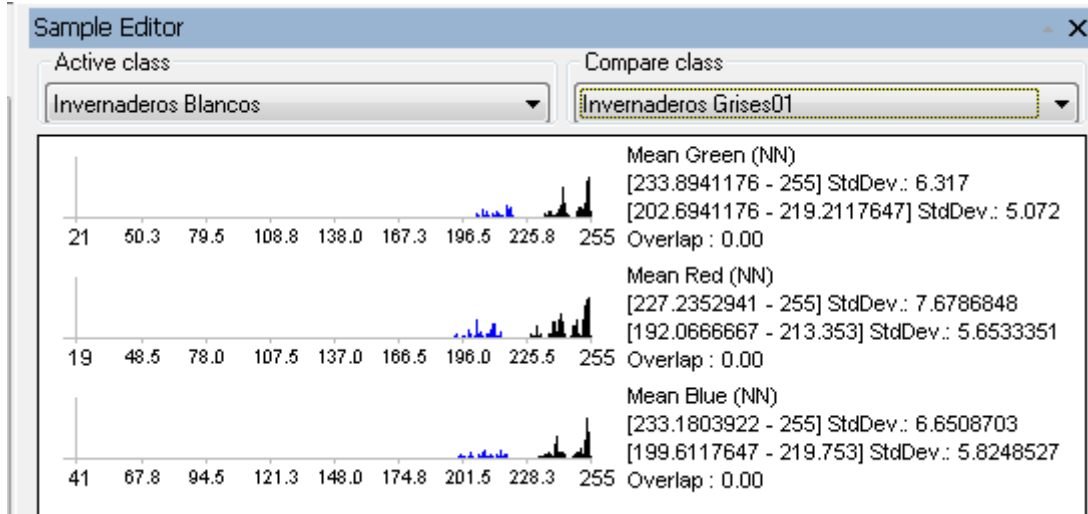 Sample Editor
Active class
Compare class
Invernaderos Blancos
Invernaderos Grises01
Mean Green (NN)
[233.8941176 - 255] StdDev.: 6.317
[202.6941176 - 219.2117647] StdDev.: 5.072
21 50.3 79.5 108.8 138.0 167.3 196.5 225.8 255 Overlap : 0.00
Mean Red (NN)
[227.2352941 - 255] StdDev.: 7.6786848
[192.0666667 - 213.353] StdDev.: 5.6533351
19 48.5 78.0 107.5 137.0 166.5 196.0 225.5 255 Overlap : 0.00
Mean Blue (NN)
[233.1803922 - 255] StdDev.: 6.6508703
[199.6117647 - 219.753] StdDev.: 5.8248527
41 67.8 94.5 121.3 148.0 174.8 201.5 228.3 255 Overlap : 0.00